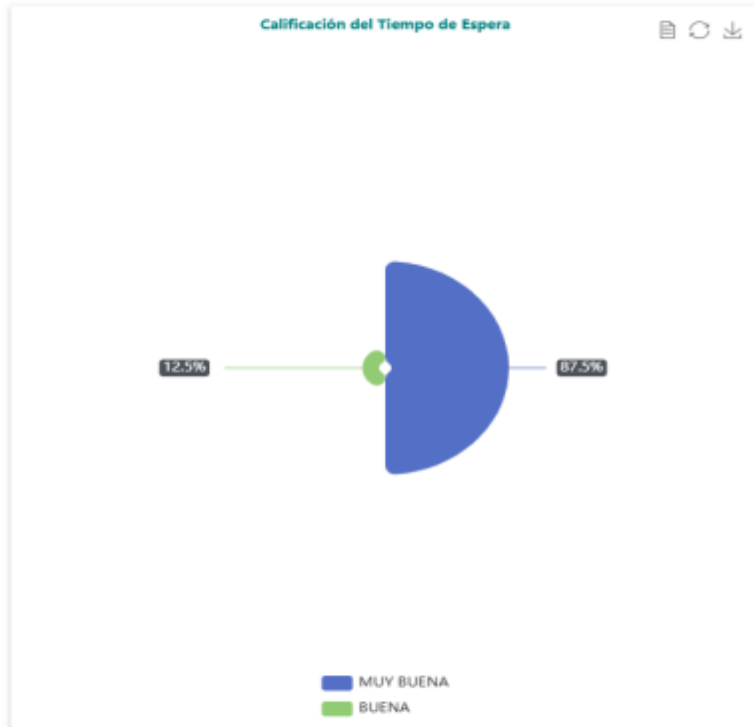 Calificación del Tiempo de Espera
12.5%
87.5%
MUY BUENA
BUENA